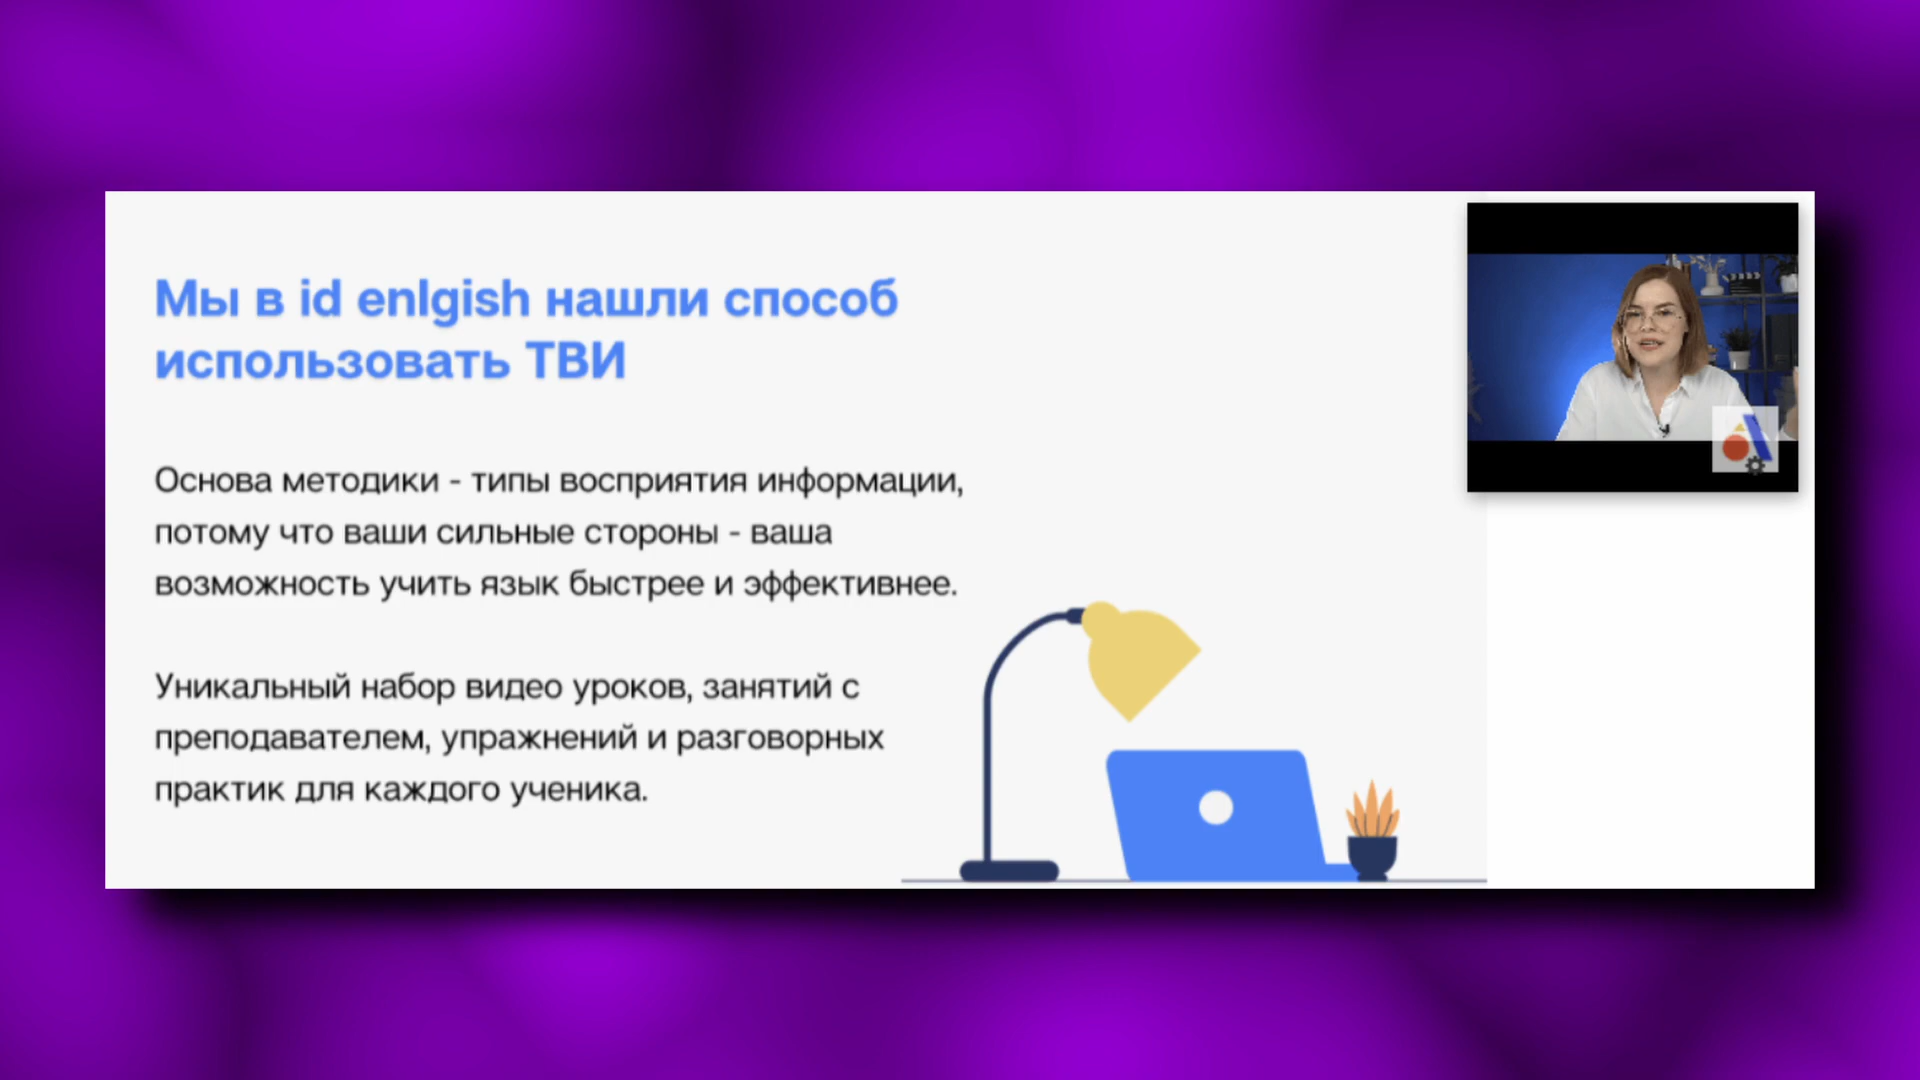 Мы в id enlgish нашли способ
использовать ТВИ
Основа методики - типы восприятия информации,
потому что ваши сильные стороны - ваша
возможность учить язык быстрее и эффективнее.
Уникальный набор видео уроков, занятий с
преподавателем, упражнений и разговорных
практик для каждого ученика.